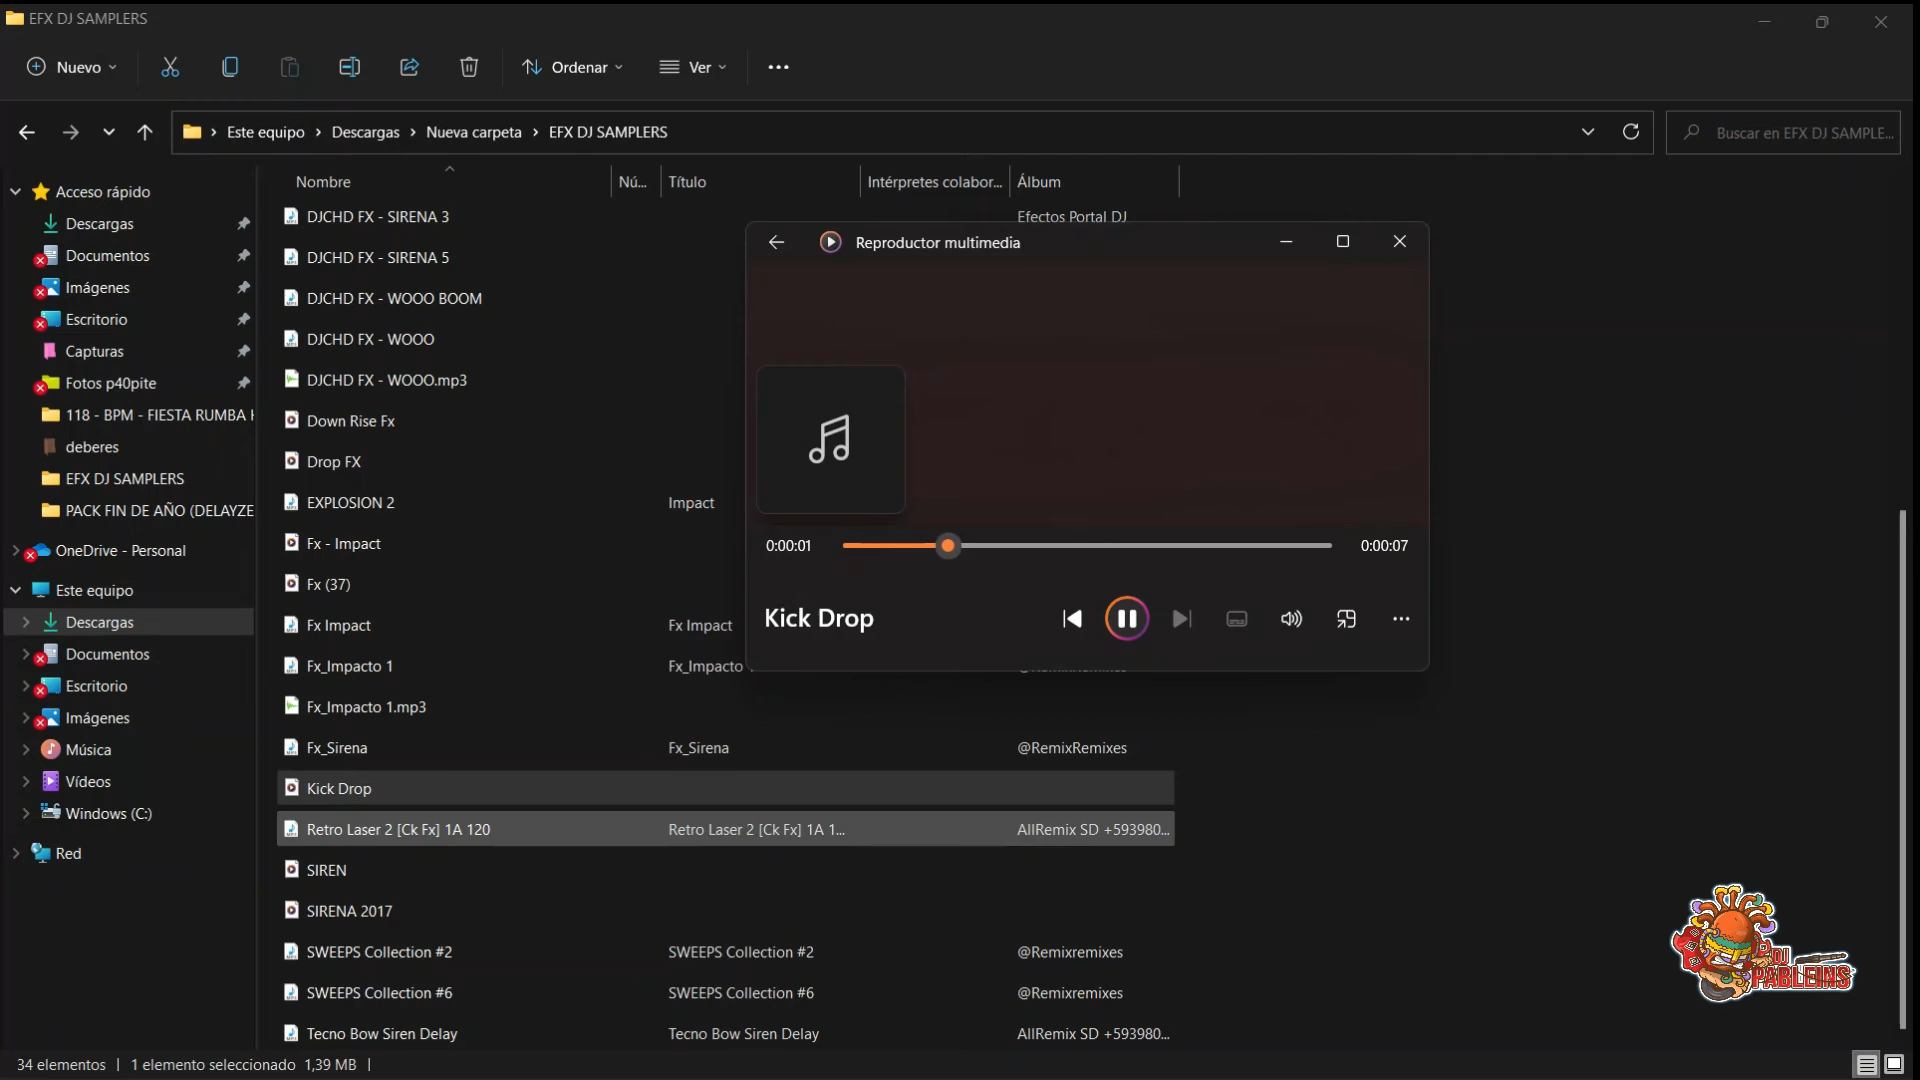 EFX DJ SAMPLERS
Nuevo
Ordenar
Ver
Este equipo
Descargas
Nueva carpeta
EFX DJ SAMPLERS
Buscar en EFX DJ SAMPLE...
Acceso rápido
Descargas
Documentos
Imágenes
Escritorio
Capturas
Fotos p40pite
118 - BPM - FIESTA RUMBA
deberes
EFX DJ SAMPLERS
PACK FIN DE AÑO (DELAYZE
OneDrive - Personal
Este equipo
Descargas
Documentos
Escritorio
Imágenes
Música
Vídeos
Windows (C:)
Red
Nombre
Nú...
Título
Intérpretes colabor...
Álbum
DJCHD FX - SIRENA 3
Efectos Portal DJ
DJCHD FX - SIRENA 5
DJCHD FX - WOOO BOOM
DJCHD FX - WOOO
DJCHD FX - WOOO.mp3
Down Rise Fx
Drop FX
EXPLOSION 2
Impact
Fx - Impact
Fx (37)
Fx Impact
Fx Impact
Fx_Impacto 1
Fx_Impacto
Fx_Impacto 1.mp3
Fx_Sirena
Fx_Sirena
@RemixRemixes
Kick Drop
Retro Laser 2 [Ck Fx] 1A 120
Retro Laser 2 [Ck Fx] 1A 1...
AllRemix SD +593980...
SIREN
SIRENA 2017
SWEEPS Collection #2
SWEEPS Collection #2
@Remixremixes
SWEEPS Collection #6
SWEEPS Collection #6
@Remixremixes
Tecno Bow Siren Delay
Tecno Bow Siren Delay
AllRemix SD +593980...
Reproductor multimedia
0:00:01
0:00:07
Kick Drop
DJ
PABLEINS
34 elementos
1 elemento seleccionado 1,39 MB